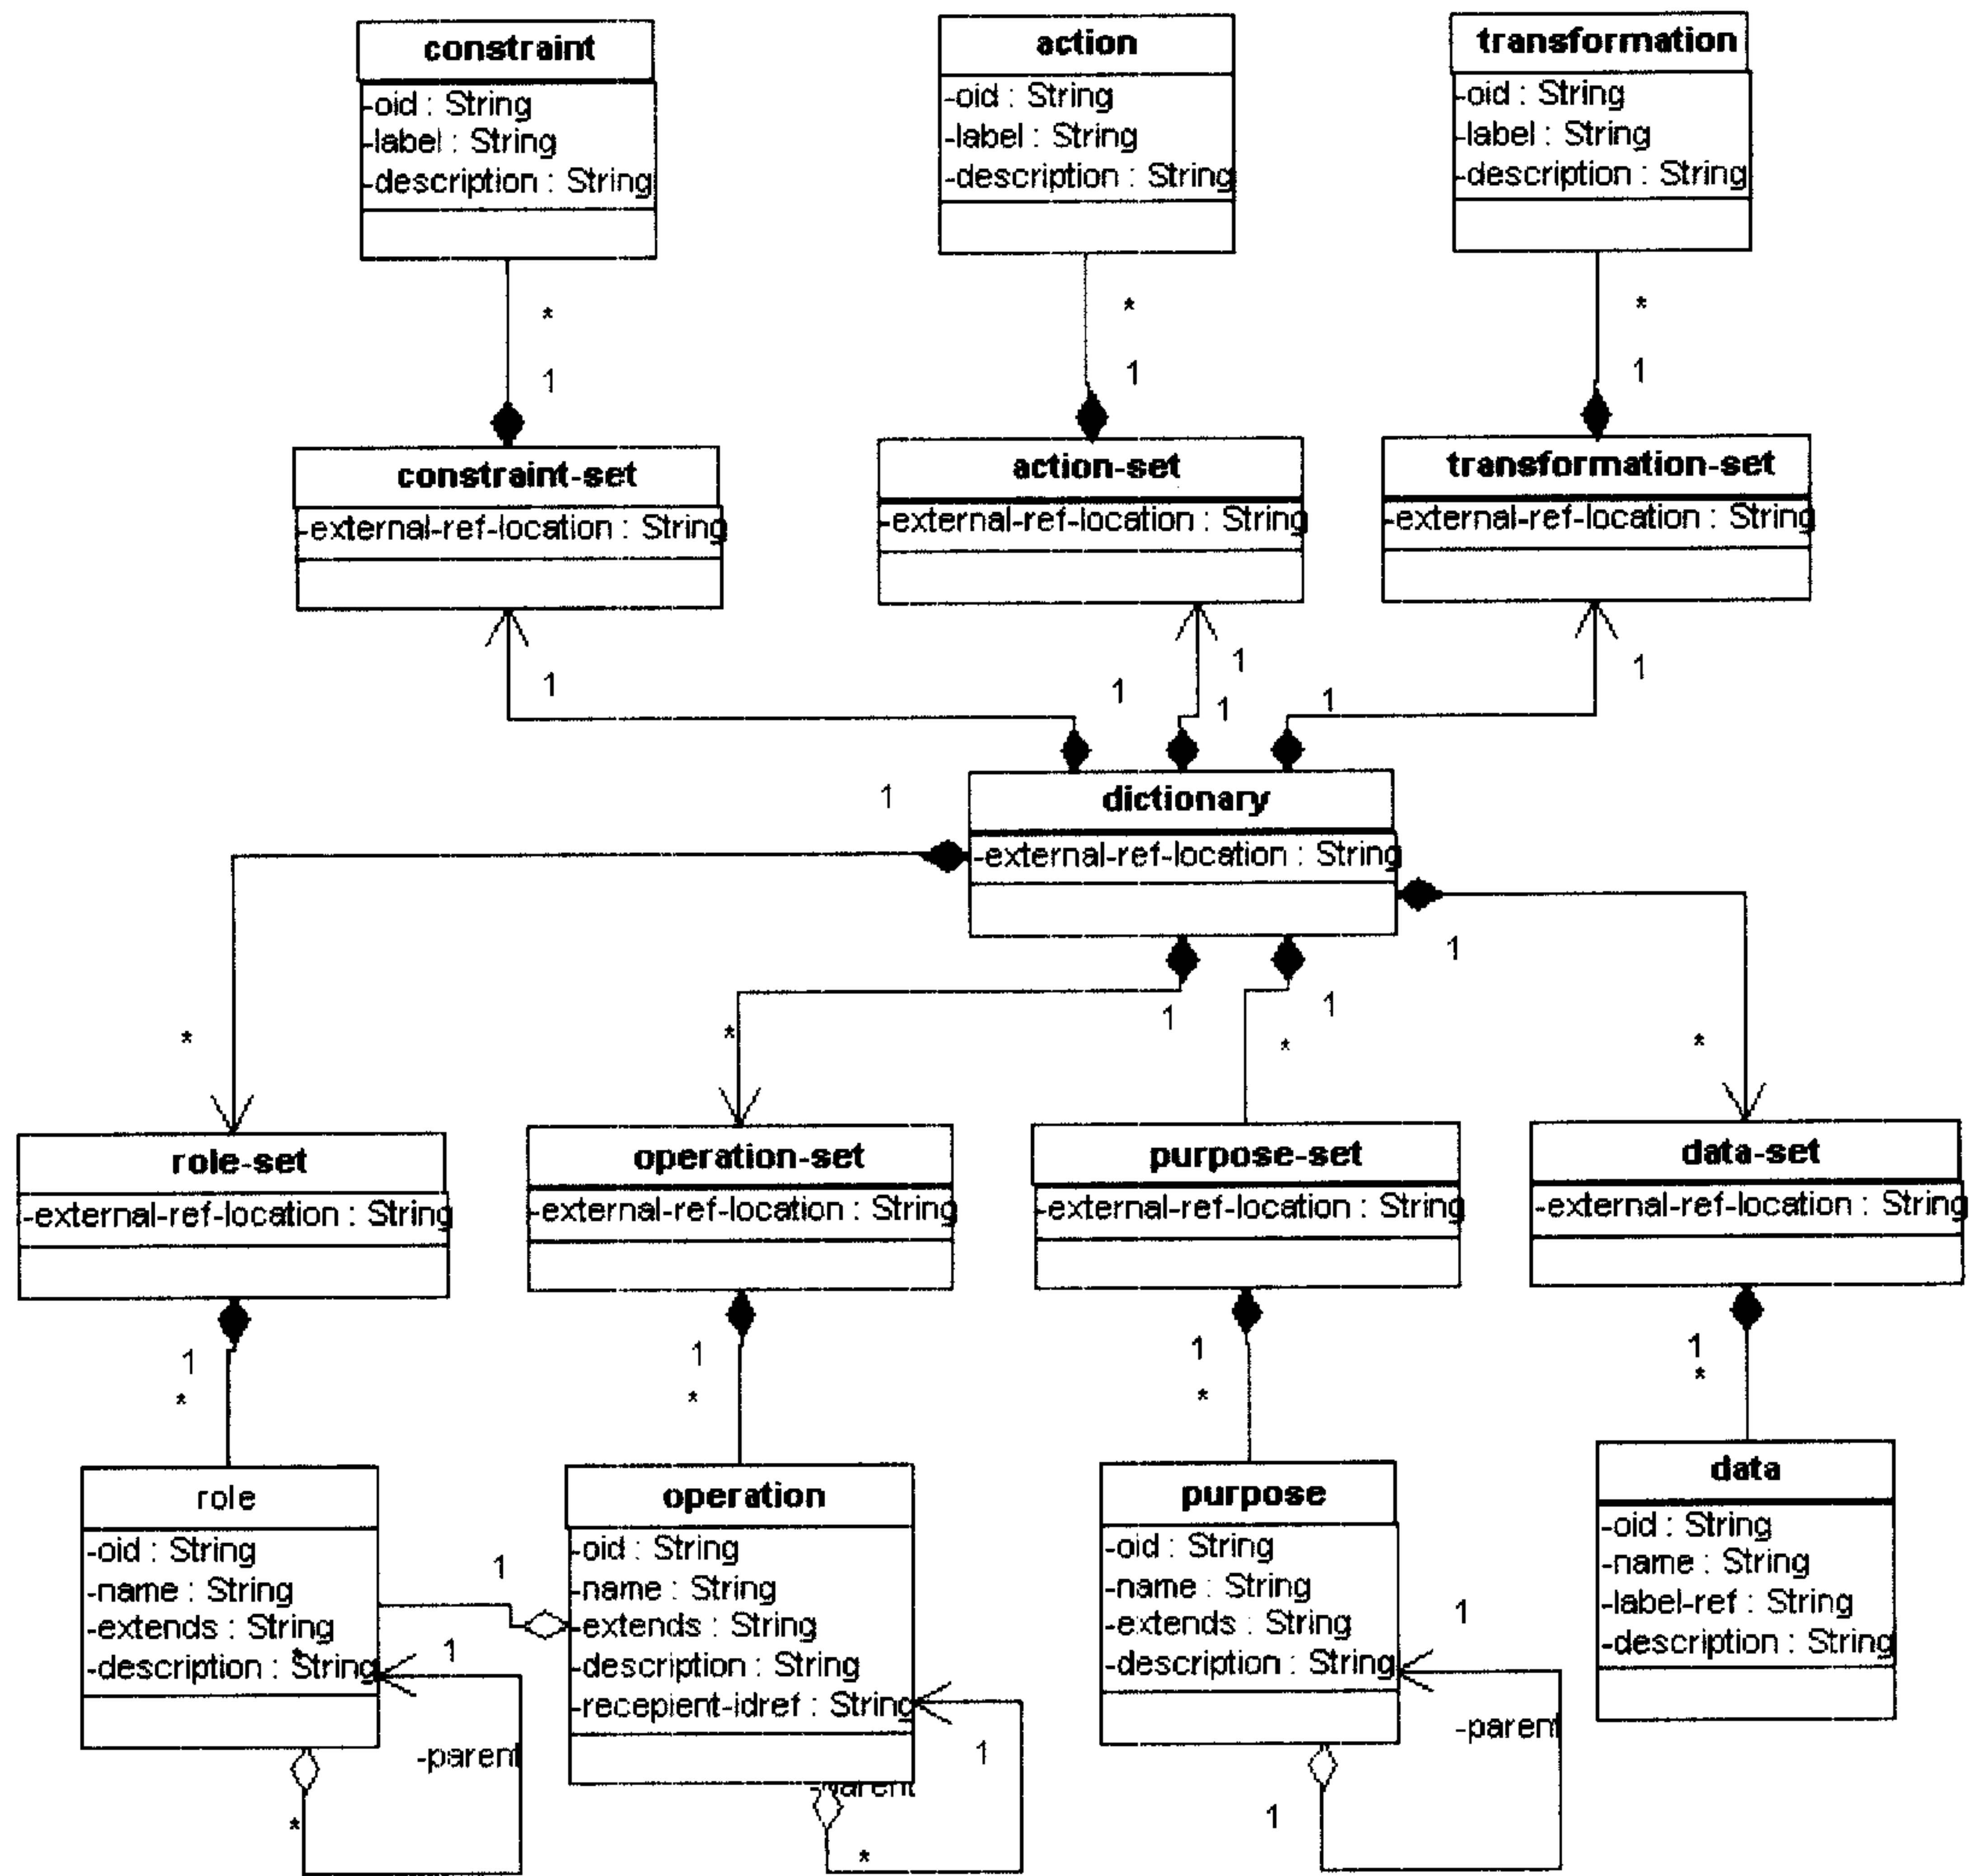 constraint
-oid : String
-label : String
-description : String
action
-oid : String
-label : String
-description : String
transformation
-oid : String
-label : String
-description : String
*
1
*
1
*
1
constraint-set
-external-ref-location : String
action-set
-external-ref-location : String
transformation-set
-external-ref-location : String
1
1
1
1
1
1
dictionary
-external-ref-location : String
1
1
1
1
*
*
*
*
role-set
-external-ref-location : String
operation-set
-external-ref-location : String
purpose-set
-external-ref-location : String
data-set
-external-ref-location : String
1
*
1
*
1
*
1
*
role
-oid : String
-name : String
-extends : String
-description : String
*
1
1
-parent
*
operation
-oid : String
-name : String
-extends : String
-description : String
-recepient-idref : String
-parent
1
*
purpose
-oid : String
-name : String
-extends : String
-description : String
1
-parent
1
data
-oid : String
-name : String
-label-ref : String
-description : String